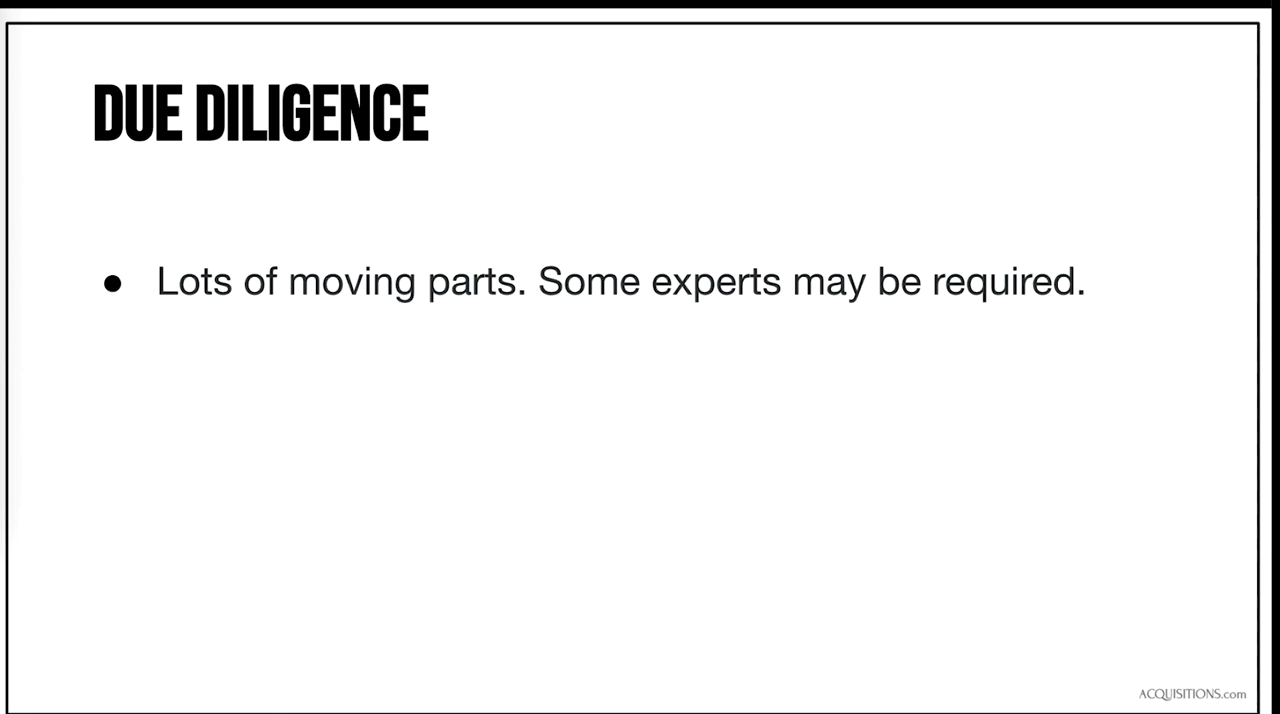 DUE DILIGENCE
● Lots of moving parts. Some experts may be required.
ACQUISITIONS.com